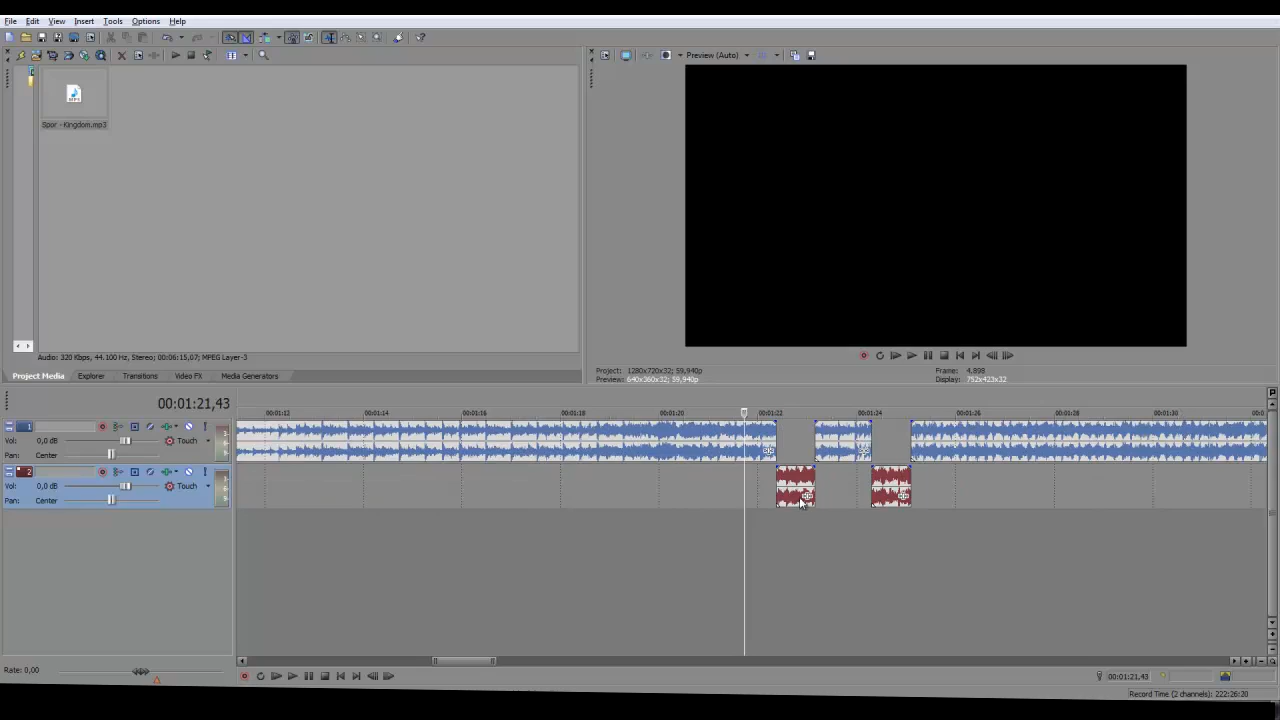 File Edit View Insert Tools Options Help
Preview (Auto)
Spor - Kingdom.mp3
Audio: 320 Kbps, 44.100 Hz, Stereo; 00:06:15,07; MPEG Layer-3
Project: 1280x720x32; 59,940p Frame: 4.898
Preview: 640x360x32; 59,940p Display: 752x423x32
Project Media Explorer Transitions Video FX Media Generators
00:01:21,43
00:01:12 00:01:14 00:01:16 00:01:18 00:01:20 00:01:22 00:01:24 00:01:26 00:01:28 00:01:30
1
Vol: 0,0 dB Touch
Pan: Center
2
Vol: 0,0 dB Touch
Pan: Center
Rate: 0,00
00:01:21,43
Record Time (2 channels): 222:26:20